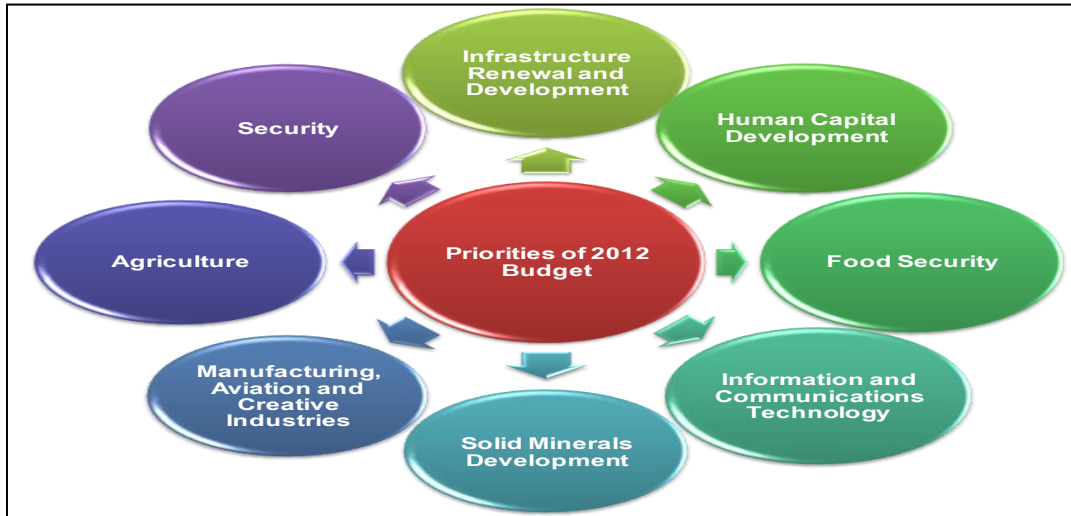 Infrastructure
Renewal and
Development
Human Capital
Development
Food Security
Information and
Communications
Technology
Solid Minerals
Development
Manufacturing,
Aviation and
Creative
Industries
Agriculture
Security
Priorities of 2012
Budget